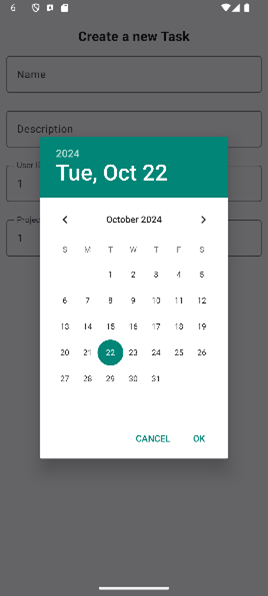 6
Create a new Task
Name
Description
User I
1
Projec
1
2024
Tue, Oct 22
October 2024
S M T W T F S
1 2 3 4 5
6 7 8 9 10 11 12
13 14 15 16 17 18 19
20 21 22 23 24 25 26
27 28 29 30 31
CANCEL OK